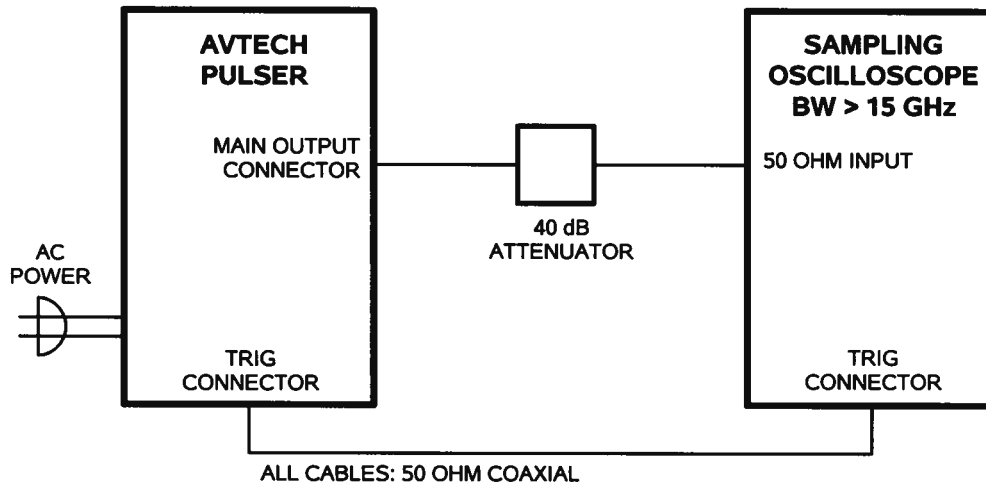 AVTECH
PULSER
MAIN OUTPUT
CONNECTOR
AC
POWER
TRIG
CONNECTOR
40 dB
ATTENUATOR
SAMPLING
OSCILLOSCOPE
BW > 15 GHz
50 OHM INPUT
TRIG
CONNECTOR
ALL CABLES: 50 OHM COAXIAL